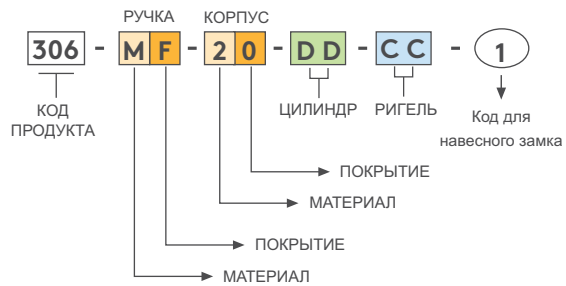 РУЧКА КОРПУС
306 - M F - 2 0 - D D - C C - 1
КОД
ПРОДУКТА
ЦИЛИНДР
РИГЕЛЬ
Код для
навесного замка
ПОКРЫТИЕ
МАТЕРИАЛ
ПОКРЫТИЕ
МАТЕРИАЛ